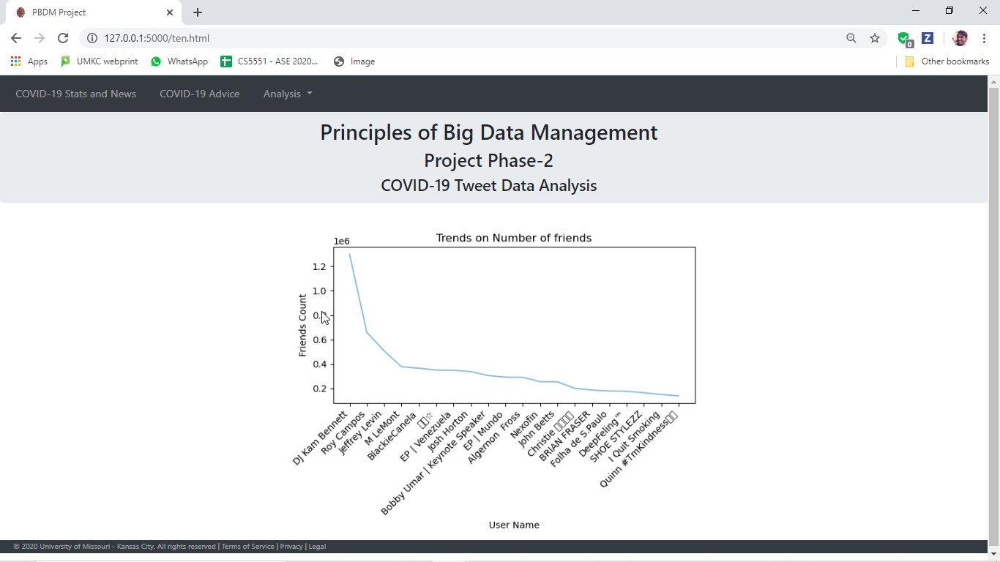 PBDM Project
127.0.0.1:5000/ten.html
0
Z
Apps
UMKC webprint
WhatsApp
CS5551 - ASE 2020...
Image
Other bookmarks
COVID-19 Stats and News
COVID-19 Advice
Analysis
Principles of Big Data Management
Project Phase-2
COVID-19 Tweet Data Analysis
Trends on Number of friends
1e6
1.2
1.0
0.6
0.4
0.2
Friends Count
DJ Kam Bennett
Roy Campos
Jeffrey Levin
M LeMont
BlackieCanela
☆
EP | Venezuela
Josh Horton
Bobby Umar | Keynote Speaker
EP | Mundo
Algernon Fross
Nexofin
John Betts
Christie
BRIAN FRASER
Folha de S.Paulo
DeepFeling™
SHOE STYLEZZ
I Quit Smoking
Quinn #TmKindness
User Name
© 2020 University of Missouri - Kansas City. All rights reserved | Terms of Service | Privacy | Legal